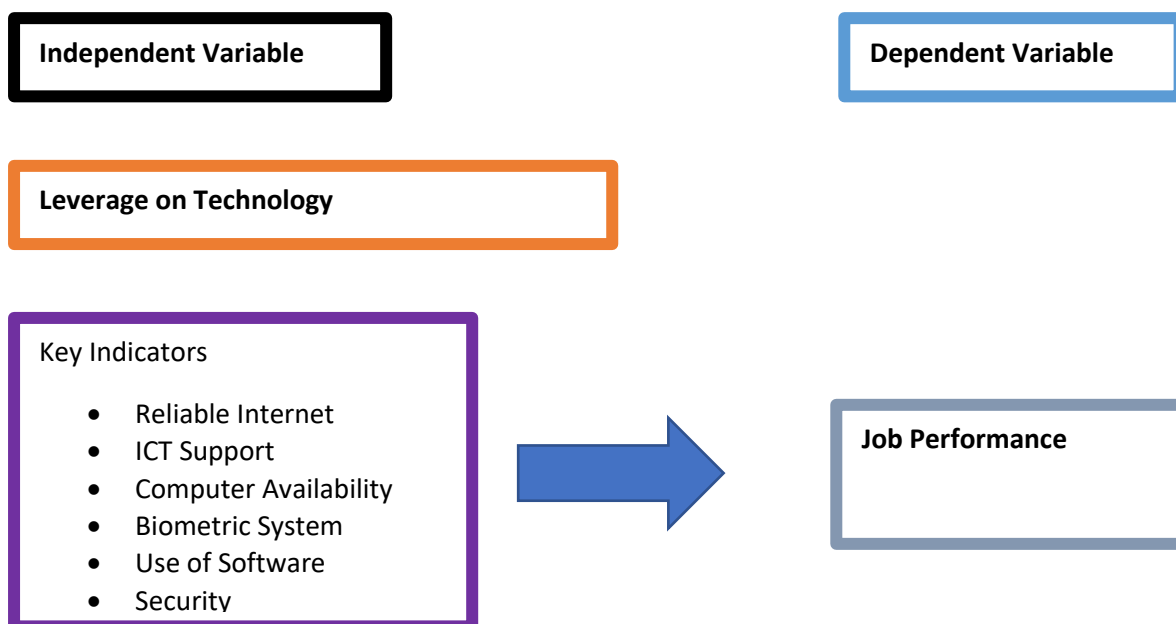 Independent Variable
Dependent Variable
Leverage on Technology
Key Indicators
• Reliable Internet
• ICT Support
• Computer Availability
• Biometric System
• Use of Software
• Security
Job Performance